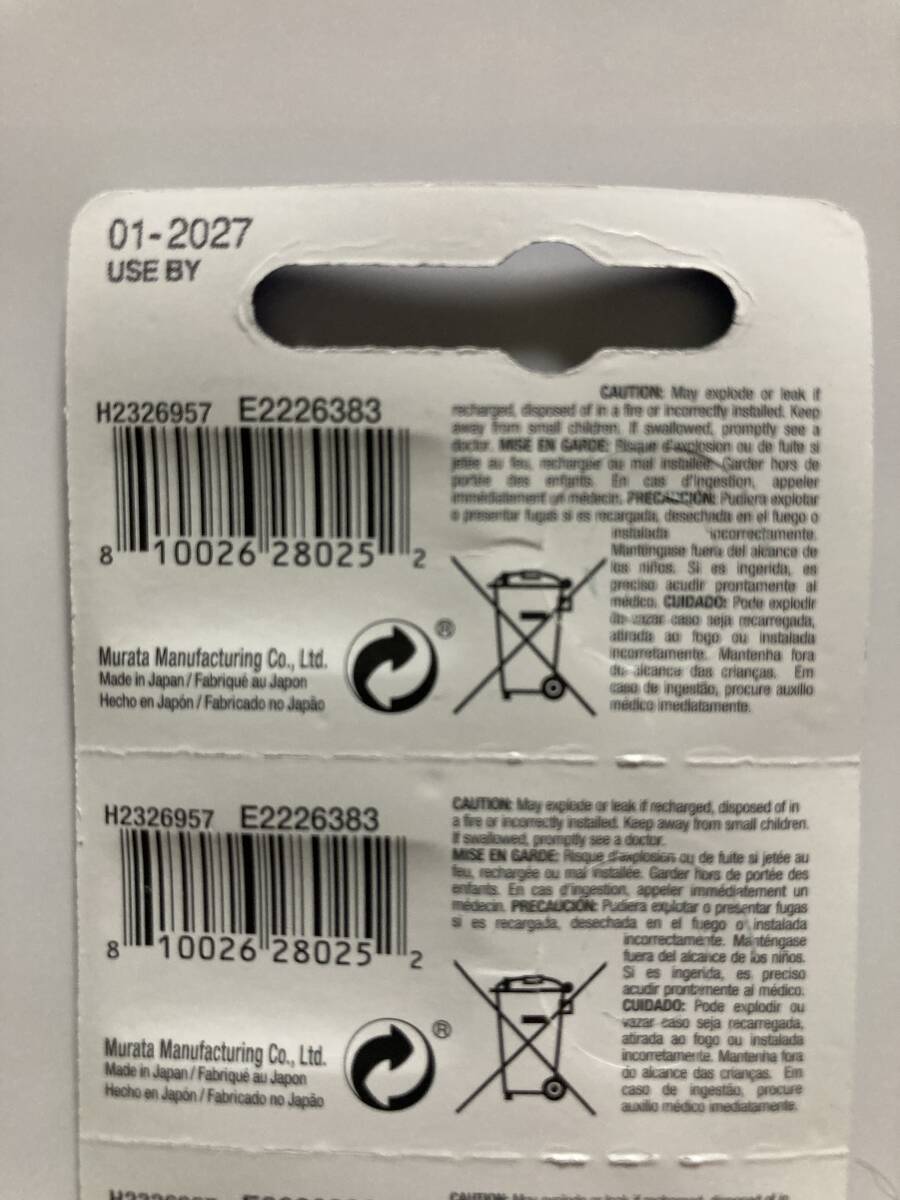 01-2027
USE BY
H2326957 E2226383
8 10026 28025 2
Murata Manufacturing Co., Ltd.
Made in Japan / Fabriqué au Japon
Hecho en Japón / Fabricado no Japão
®
CAUTION: May explode or leak if
recharged, disposed of in a fire or incorrectly installed. Keep
away from small children. If swallowed, promptly see a
doctor. MISE EN GARDE: Risque d'explosion ou de fuite si
jetée au feu, rechargée ou mal installée. Garder hors de
portée des enfants. En cas d'ingestion, appeler
immédiatement un médecin. PRECAUCIÓN: Pudiera explotar
o presentar fugas si es recargada, desechada en el fuego o
instalada incorrectamente.
Manténgase fuera del alcance de
los niños. Si es ingerida, es
preciso acudir prontamente al
médico. CUIDADO: Pode explodir
ou vazar caso seja recarregada,
atirada ao fogo ou instalada
incorretamente. Mantenha fora
do alcance das crianças. Em
caso de ingestão, procure auxílio
médico imediatamente.
H2326957 E2226383
8 10026 28025 2
Murata Manufacturing Co., Ltd.
Made in Japan / Fabriqué au Japon
Hecho en Japón / Fabricado no Japão
®
CAUTION: May explode or leak if recharged, disposed of in
a fire or incorrectly installed. Keep away from small children.
If swallowed, promptly see a doctor.
MISE EN GARDE: Risque d'explosion ou de fuite si jetée au
feu, rechargée ou mal installée. Garder hors de portée des
enfants. En cas d'ingestion, appeler immédiatement un
médecin. PRECAUCIÓN: Pudiera explotar o presentar fugas
si es recargada, desechada en el fuego o instalada
incorrectamente. Manténgase
fuera del alcance de los niños.
Si es ingerida, es preciso
acudir prontamente al médico.
CUIDADO: Pode explodir ou
vazar caso seja recarregada,
atirada ao fogo ou instalada
incorretamente. Mantenha fora
do alcance das crianças. Em
caso de ingestão, procure
auxílio médico imediatamente.
CAUTION: May explode or leak if recharged, disposed of in